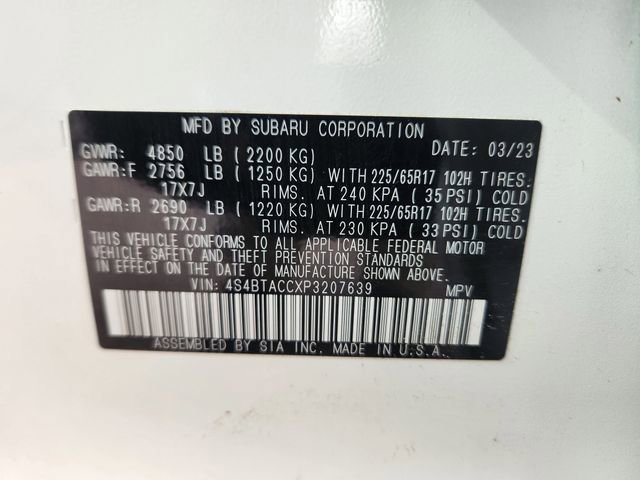 MFD BY SUBARU CORPORATION
DATE: 03/23
GVWR: 4850 LB ( 2200 KG)
GAWR:F 2756 LB ( 1250 KG) WITH 225/65R17 102H TIRES:
17X7J RIMS. AT 240 KPA ( 35 PSI) COLD
GAWR:R 2690 LB ( 1220 KG) WITH 225/65R17 102H TIRES:
17X7J RIMS. AT 230 KPA ( 33 PSI) COLD
THIS VEHICLE CONFORMS TO ALL APPLICABLE FEDERAL MOTOR
VEHICLE SAFETY AND THEFT PREVENTION STANDARDS
IN EFFECT ON THE DATE OF MANUFACTURE SHOWN ABOVE.
VIN: 4S4BTACCXP3207639 MPV
ASSEMBLED BY SIA INC. MADE IN U.S.A.